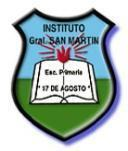 INSTITUTO
Gral. SAN MARTIN
Esc. Primaria
" 17 DE AGOSTO "